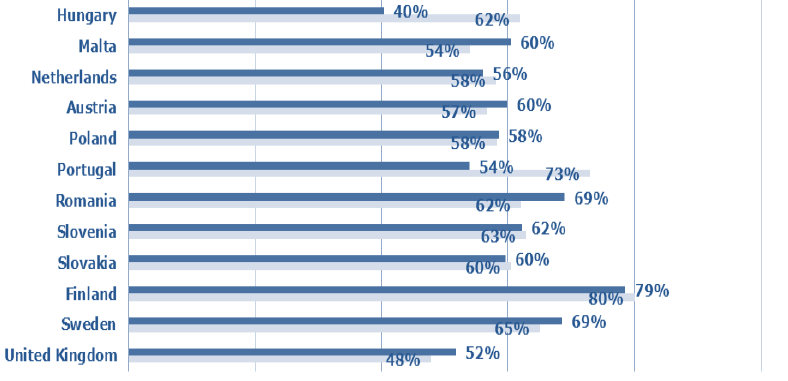 Hungary 40% 62%
Malta 60% 54%
Netherlands 56% 58%
Austria 60% 57%
Poland 58% 58%
Portugal 54% 73%
Romania 69% 62%
Slovenia 62% 63%
Slovakia 60% 60%
Finland 79% 80%
Sweden 69% 65%
United Kingdom 52% 48%